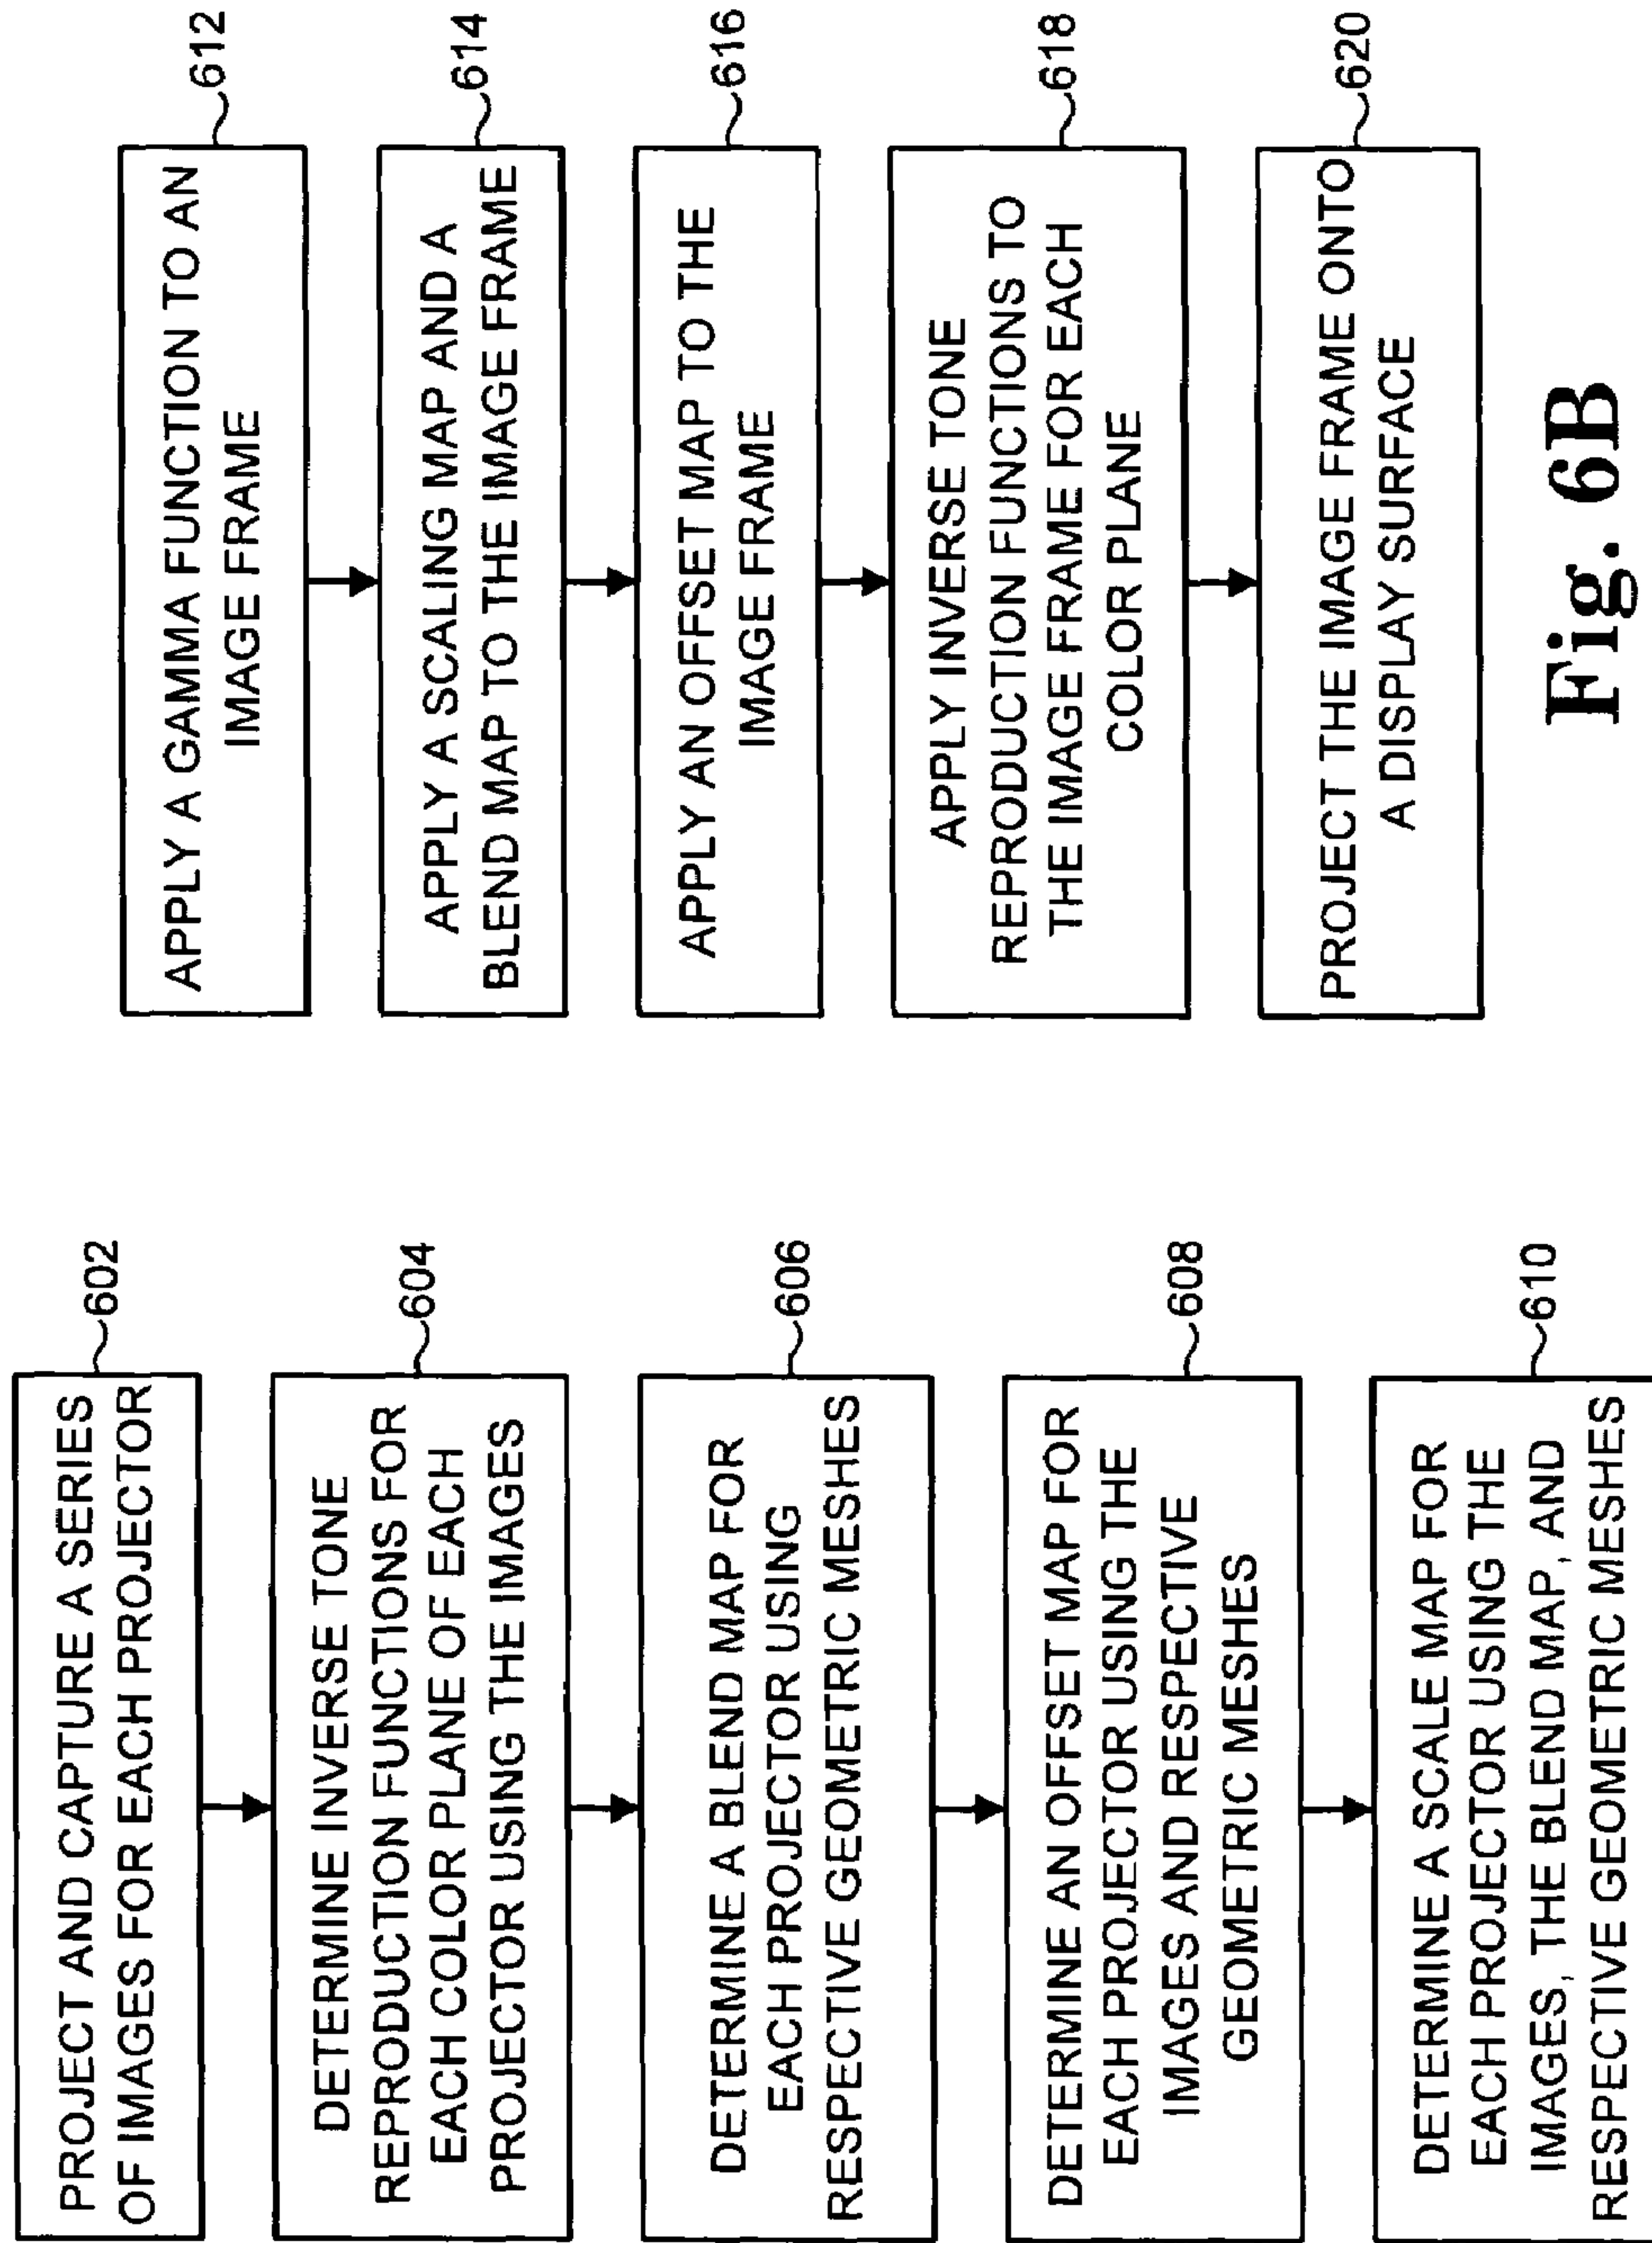 PROJECT AND CAPTURE A SERIES
OF IMAGES FOR EACH PROJECTOR
602
DETERMINE INVERSE TONE
REPRODUCTION FUNCTIONS FOR
EACH COLOR PLANE OF EACH
PROJECTOR USING THE IMAGES
604
DETERMINE A BLEND MAP FOR
EACH PROJECTOR USING
RESPECTIVE GEOMETRIC MESHES
606
DETERMINE AN OFFSET MAP FOR
EACH PROJECTOR USING THE
IMAGES AND RESPECTIVE
GEOMETRIC MESHES
608
DETERMINE A SCALE MAP FOR
EACH PROJECTOR USING THE
IMAGES, THE BLEND MAP, AND
RESPECTIVE GEOMETRIC MESHES
610
APPLY A GAMMA FUNCTION TO AN
IMAGE FRAME
612
APPLY A SCALING MAP AND A
BLEND MAP TO THE IMAGE FRAME
614
APPLY AN OFFSET MAP TO THE
IMAGE FRAME
616
APPLY INVERSE TONE
REPRODUCTION FUNCTIONS TO
THE IMAGE FRAME FOR EACH
COLOR PLANE
618
PROJECT THE IMAGE FRAME ONTO
A DISPLAY SURFACE
620
Fig. 6B